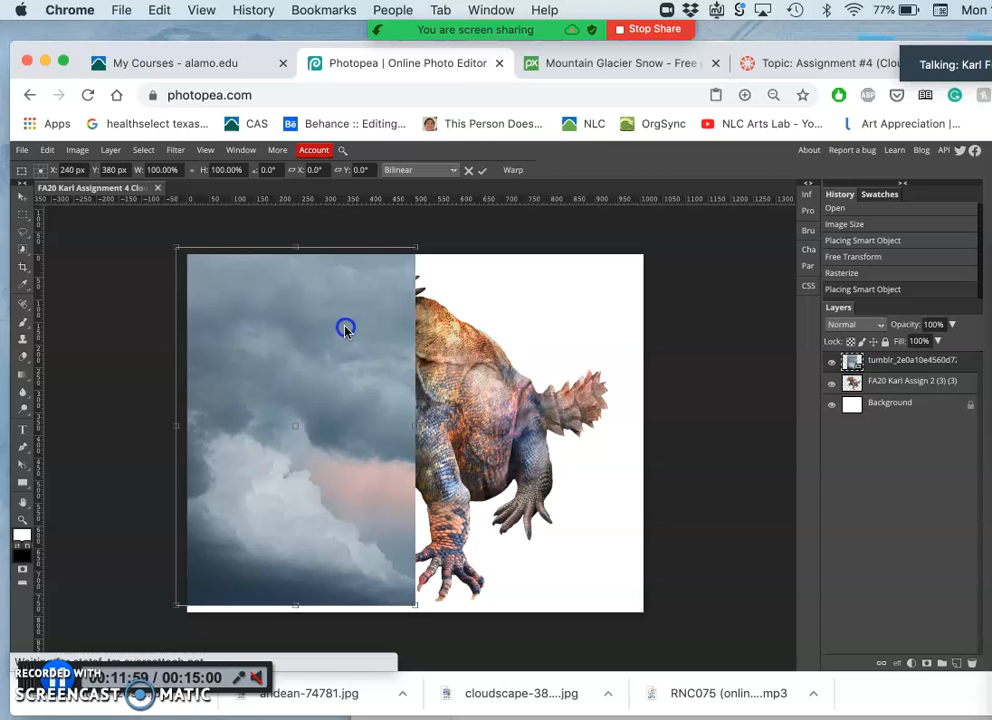 Chrome File Edit View History Bookmarks People Tab Window Help 77% Mon
You are screen sharing Stop Share
My Courses - alamo.edu Photopea | Online Photo Editor Mountain Glacier Snow - Free Topic: Assignment #4 (Clou Talking: Karl F
photopea.com
Apps healthselect texas... CAS Behance :: Editing... This Person Does... NLC OrgSync NLC Arts Lab - Yo... Art Appreciation |...
File Edit Image Layer Select Filter View Window More Account About Report a bug Learn Blog API
X: 240 px Y: 380 px W: 100.00% H: 100.00% 0.0° X: 0.0° Y: 0.0° Bilinear Warp
FA20 Karl Assignment 4 Clo
History Swatches
Inf
Pro
Bru
Cha
Par
CSS
Open
Image Size
Placing Smart Object
Free Transform
Rasterize
Placing Smart Object
Layers
Normal Opacity: 100%
Lock: Fill: 100%
tumblr_2e0a10e4560d7
FA20 Karl Assign 2 (3) (3)
Background
RECORDED WITH
SCREENCAST MATIC
00:11:59 / 00:15:00
andean-74781.jpg cloudscape-38....jpg RNC075 (onlin....mp3